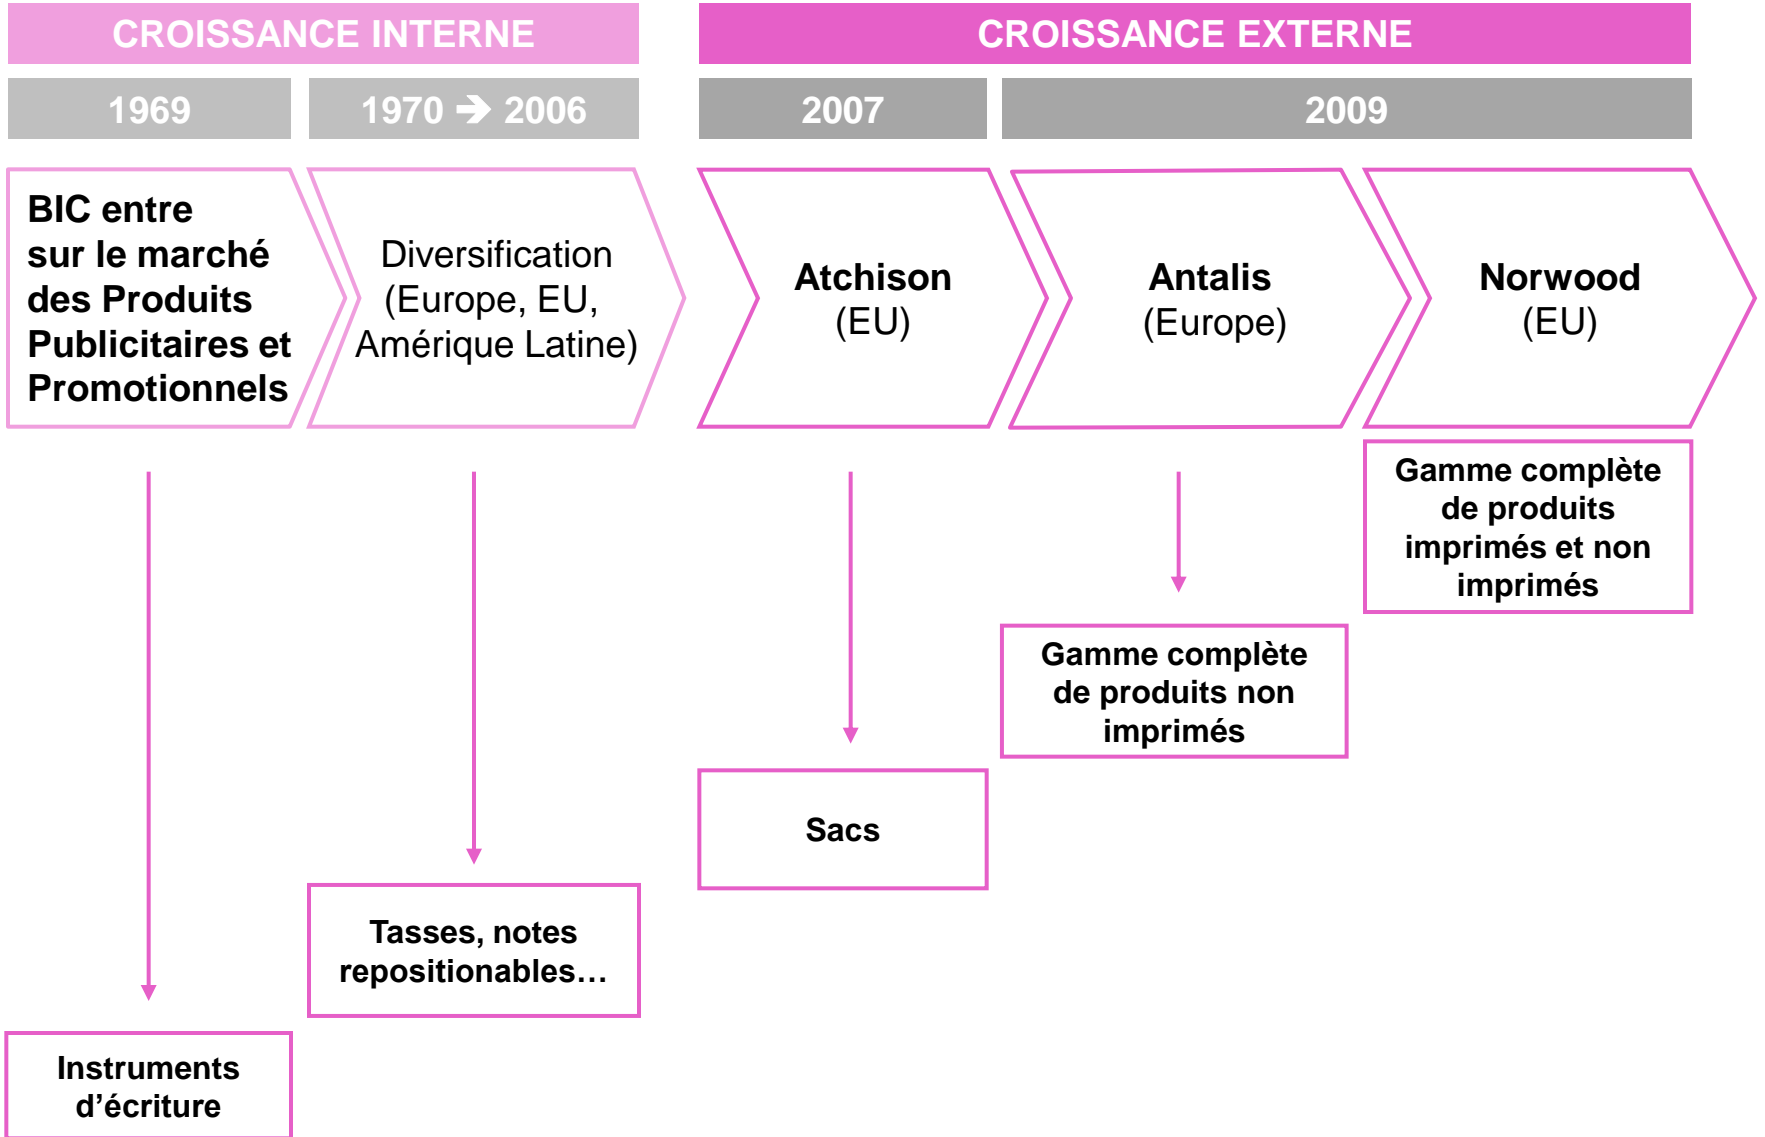 CROISSANCE INTERNE
CROISSANCE EXTERNE
1969
1970 ➔ 2006
2007
2009
BIC entre
sur le marché
des Produits
Publicitaires et
Promotionnels
Diversification
(Europe, EU,
Amérique Latine)
Atchison
(EU)
Antalis
(Europe)
Norwood
(EU)
Gamme complète
de produits
imprimés et non
imprimés
Gamme complète
de produits non
imprimés
Sacs
Tasses, notes
repositionables…
Instruments
d’écriture